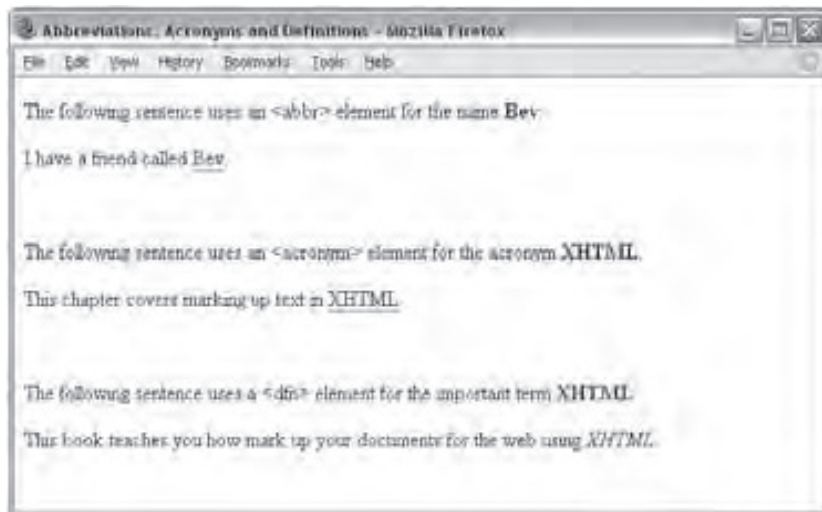 Abbreviations, Acronyms and Definitions - Mozilla Firefox
File Edit View History Bookmarks Tools Help
The following sentence uses an <abbr> element for the name Bev
I have a friend called Bev.
The following sentence uses an <acronym> element for the acronym XHTML.
This chapter covers marking up text in XHTML
The following sentence uses a <dfn> element for the important term XHTML
This book teaches you how mark up your documents for the web using XHTML.